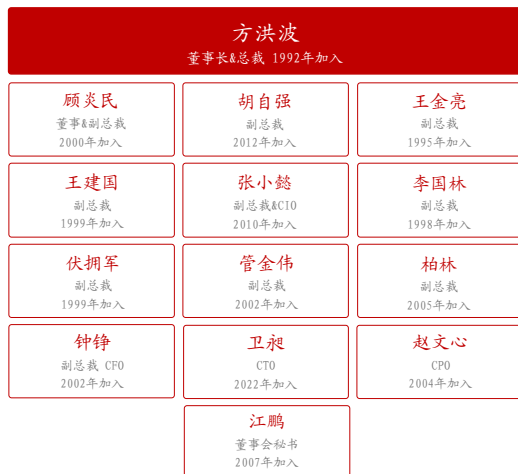 方洪波
董事长&总裁 1992年加入
顾炎民
董事&副总裁
2000年加入
胡自强
副总裁
2012年加入
王金亮
副总裁
1995年加入
王建国
副总裁
1999年加入
张小懿
副总裁&CIO
2010年加入
李国林
副总裁
1998年加入
伏拥军
副总裁
1999年加入
管金伟
副总裁
2002年加入
柏林
副总裁
2005年加入
钟铮
副总裁 CFO
2002年加入
卫昶
CTO
2022年加入
赵文心
CPO
2004年加入
江鹏
董事会秘书
2007年加入